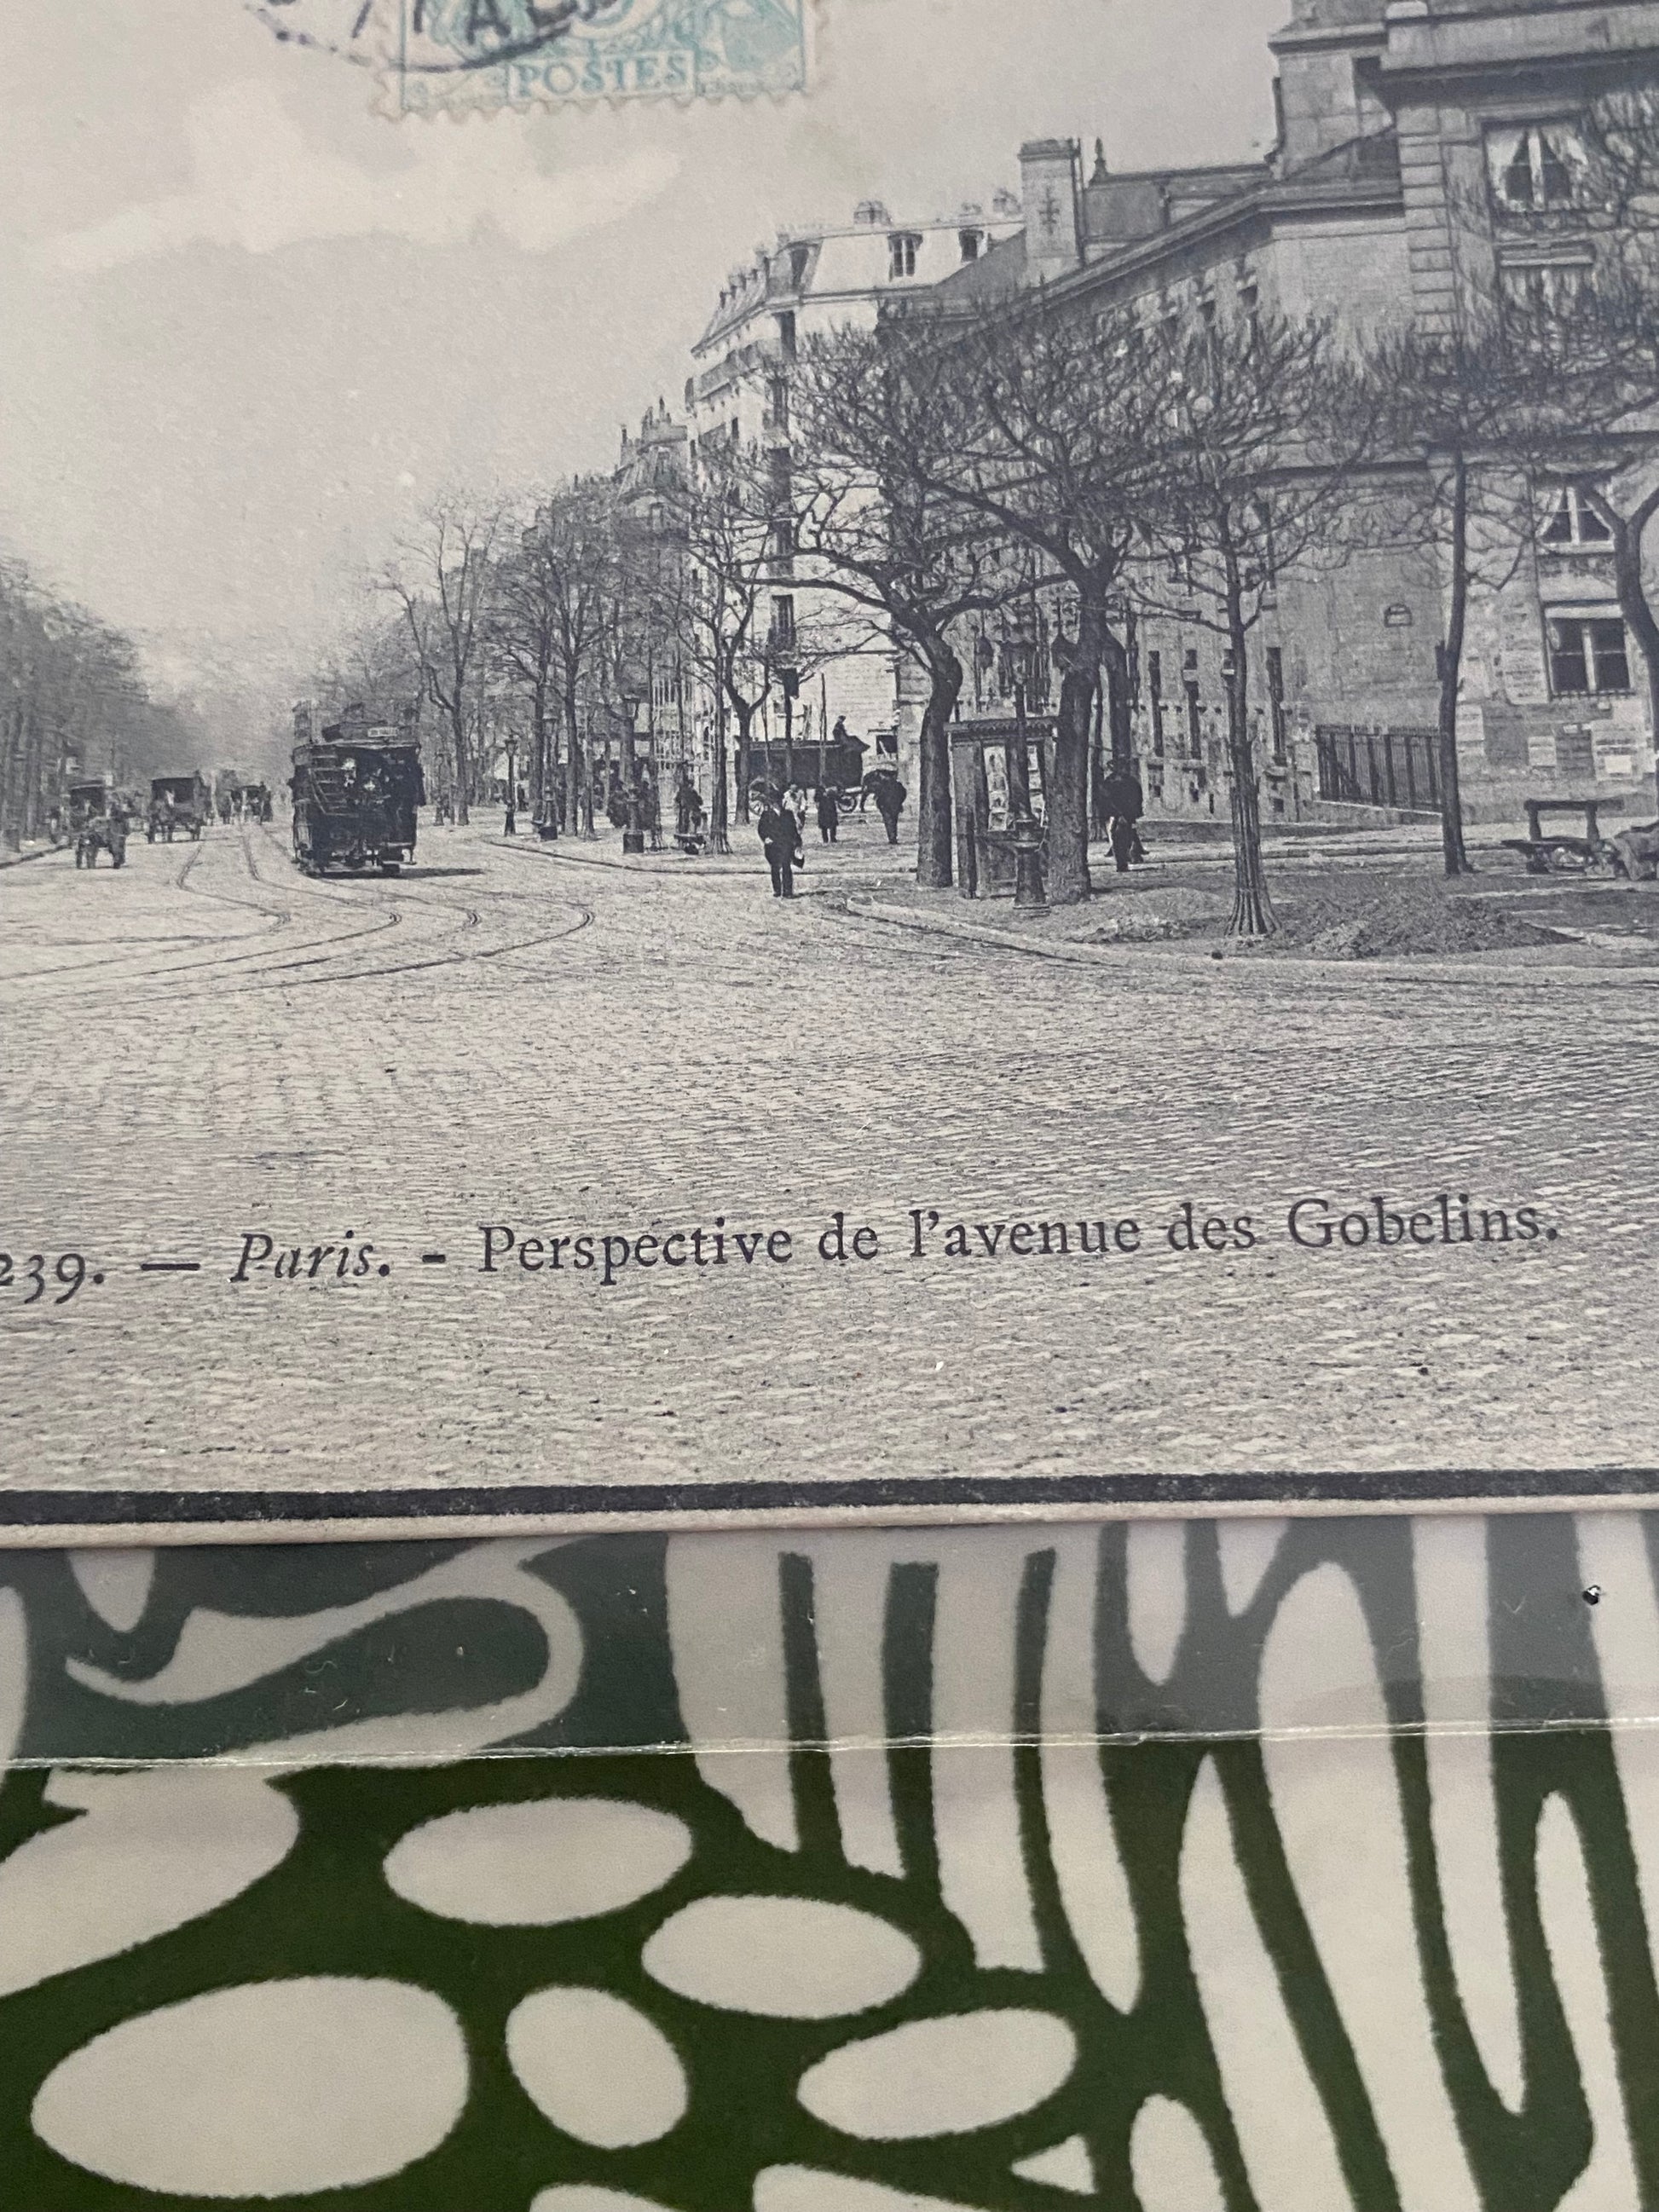 POSTES
239. — Paris. - Perspective de l'avenue des Gobelins.